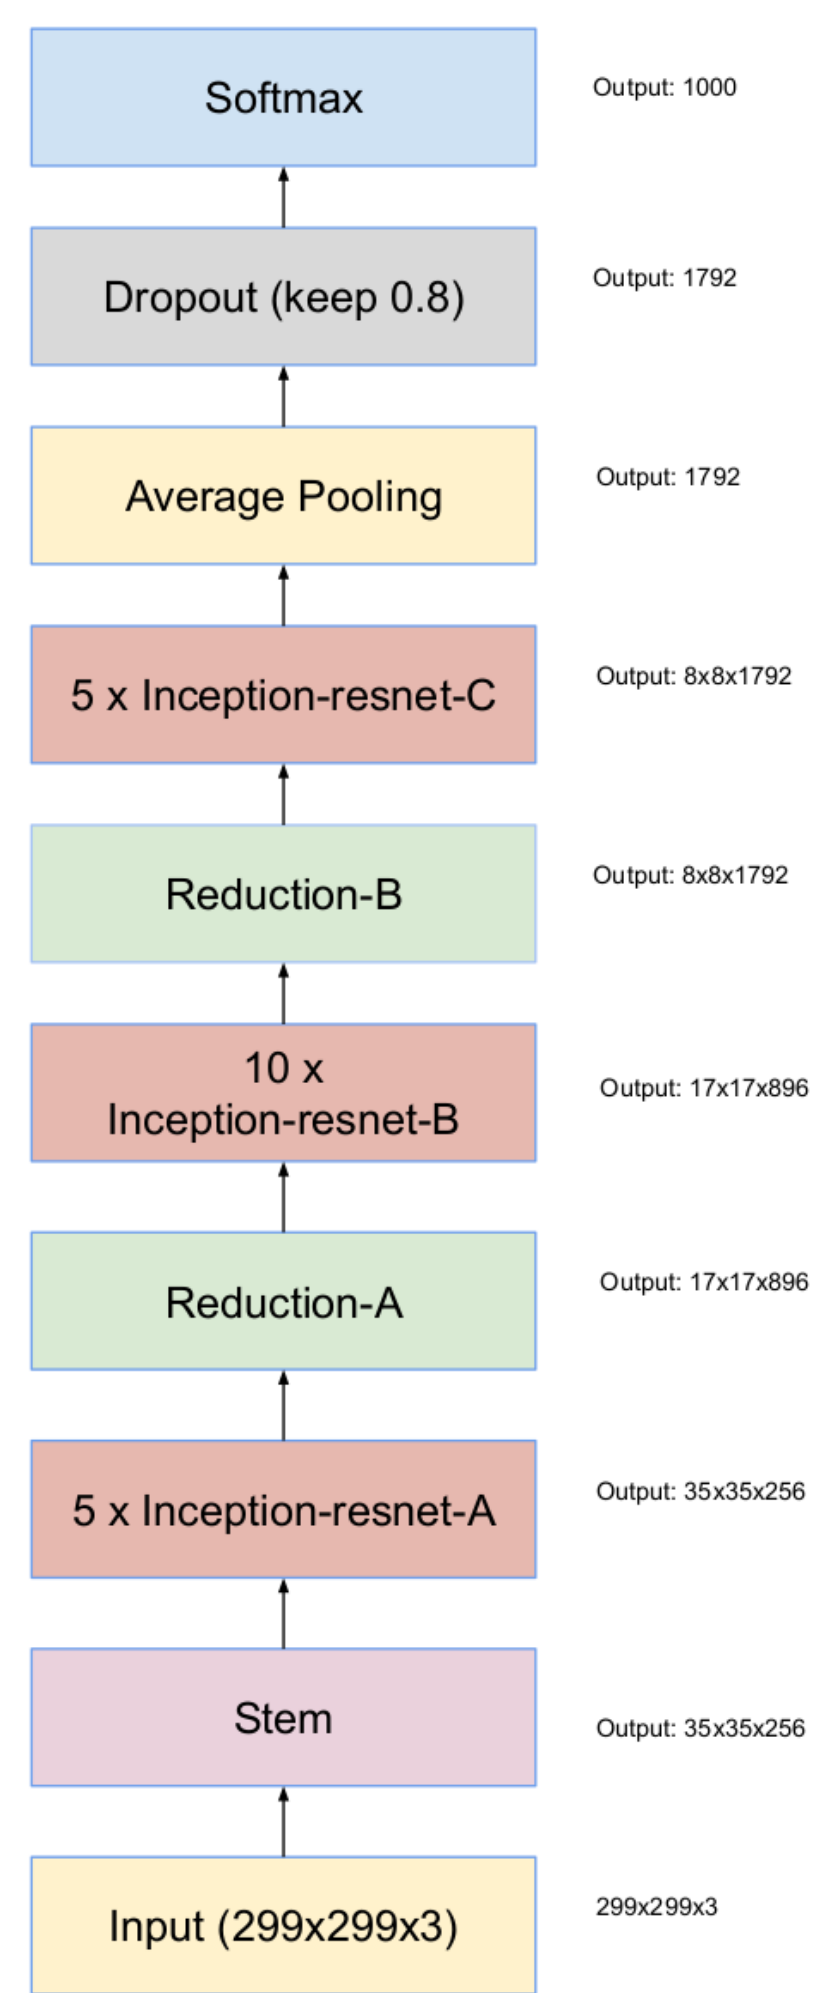 Softmax
Output: 1000
Dropout (keep 0.8)
Output: 1792
Average Pooling
Output: 1792
5 x Inception-resnet-C
Output: 8x8x1792
Reduction-B
Output: 8x8x1792
10 x
Inception-resnet-B
Output: 17x17x896
Reduction-A
Output: 17x17x896
5 x Inception-resnet-A
Output: 35x35x256
Stem
Output: 35x35x256
Input (299x299x3)
299x299x3